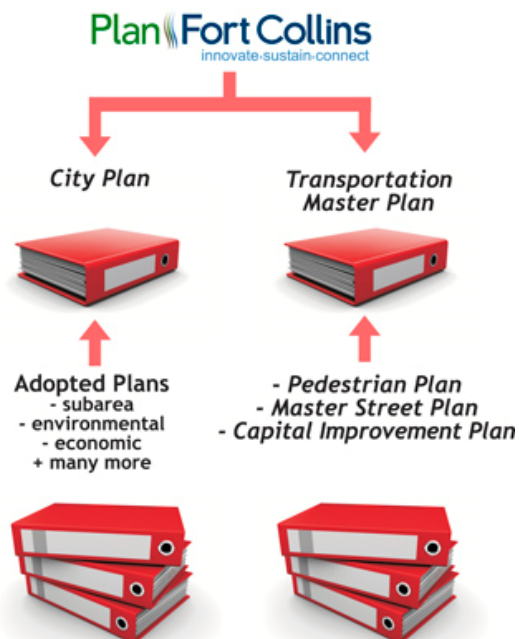 Plan Fort Collins
innovate·sustain·connect
City Plan
Transportation
Master Plan
Adopted Plans
- subarea
- environmental
- economic
+ many more
- Pedestrian Plan
- Master Street Plan
- Capital Improvement Plan